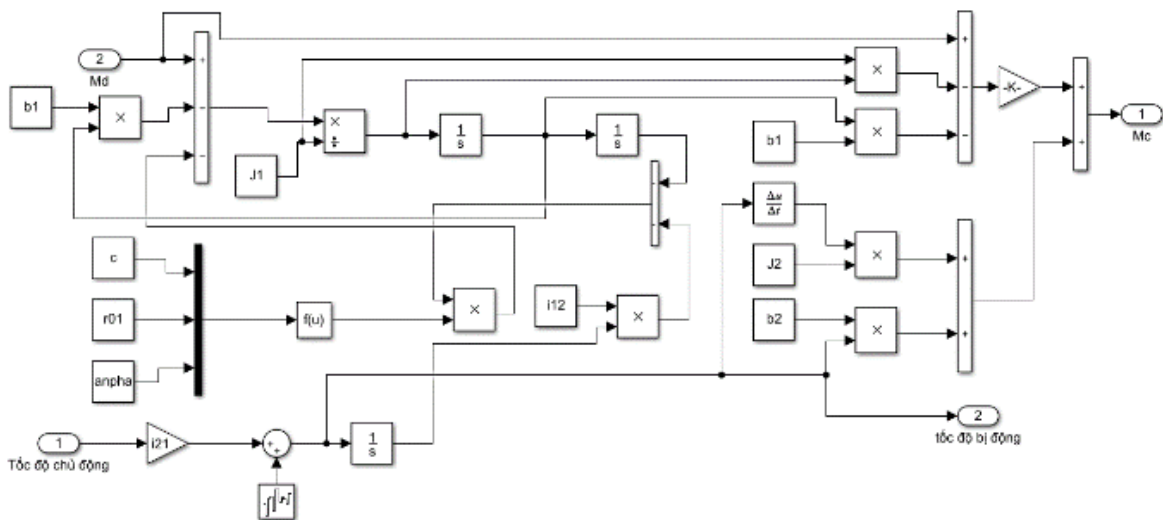 2
Md
b1
×
+
-
-
×
÷
J1
1
s
1
s
×
b1
×
+
-
-
-K-
+
+
1
Mc
Δu
Δt
J2
×
b2
×
+
+
c
r01
anpha
f(u)
×
i12
×
1
Tốc độ chủ động
i21
+
+
1
s
2
tốc độ bị động